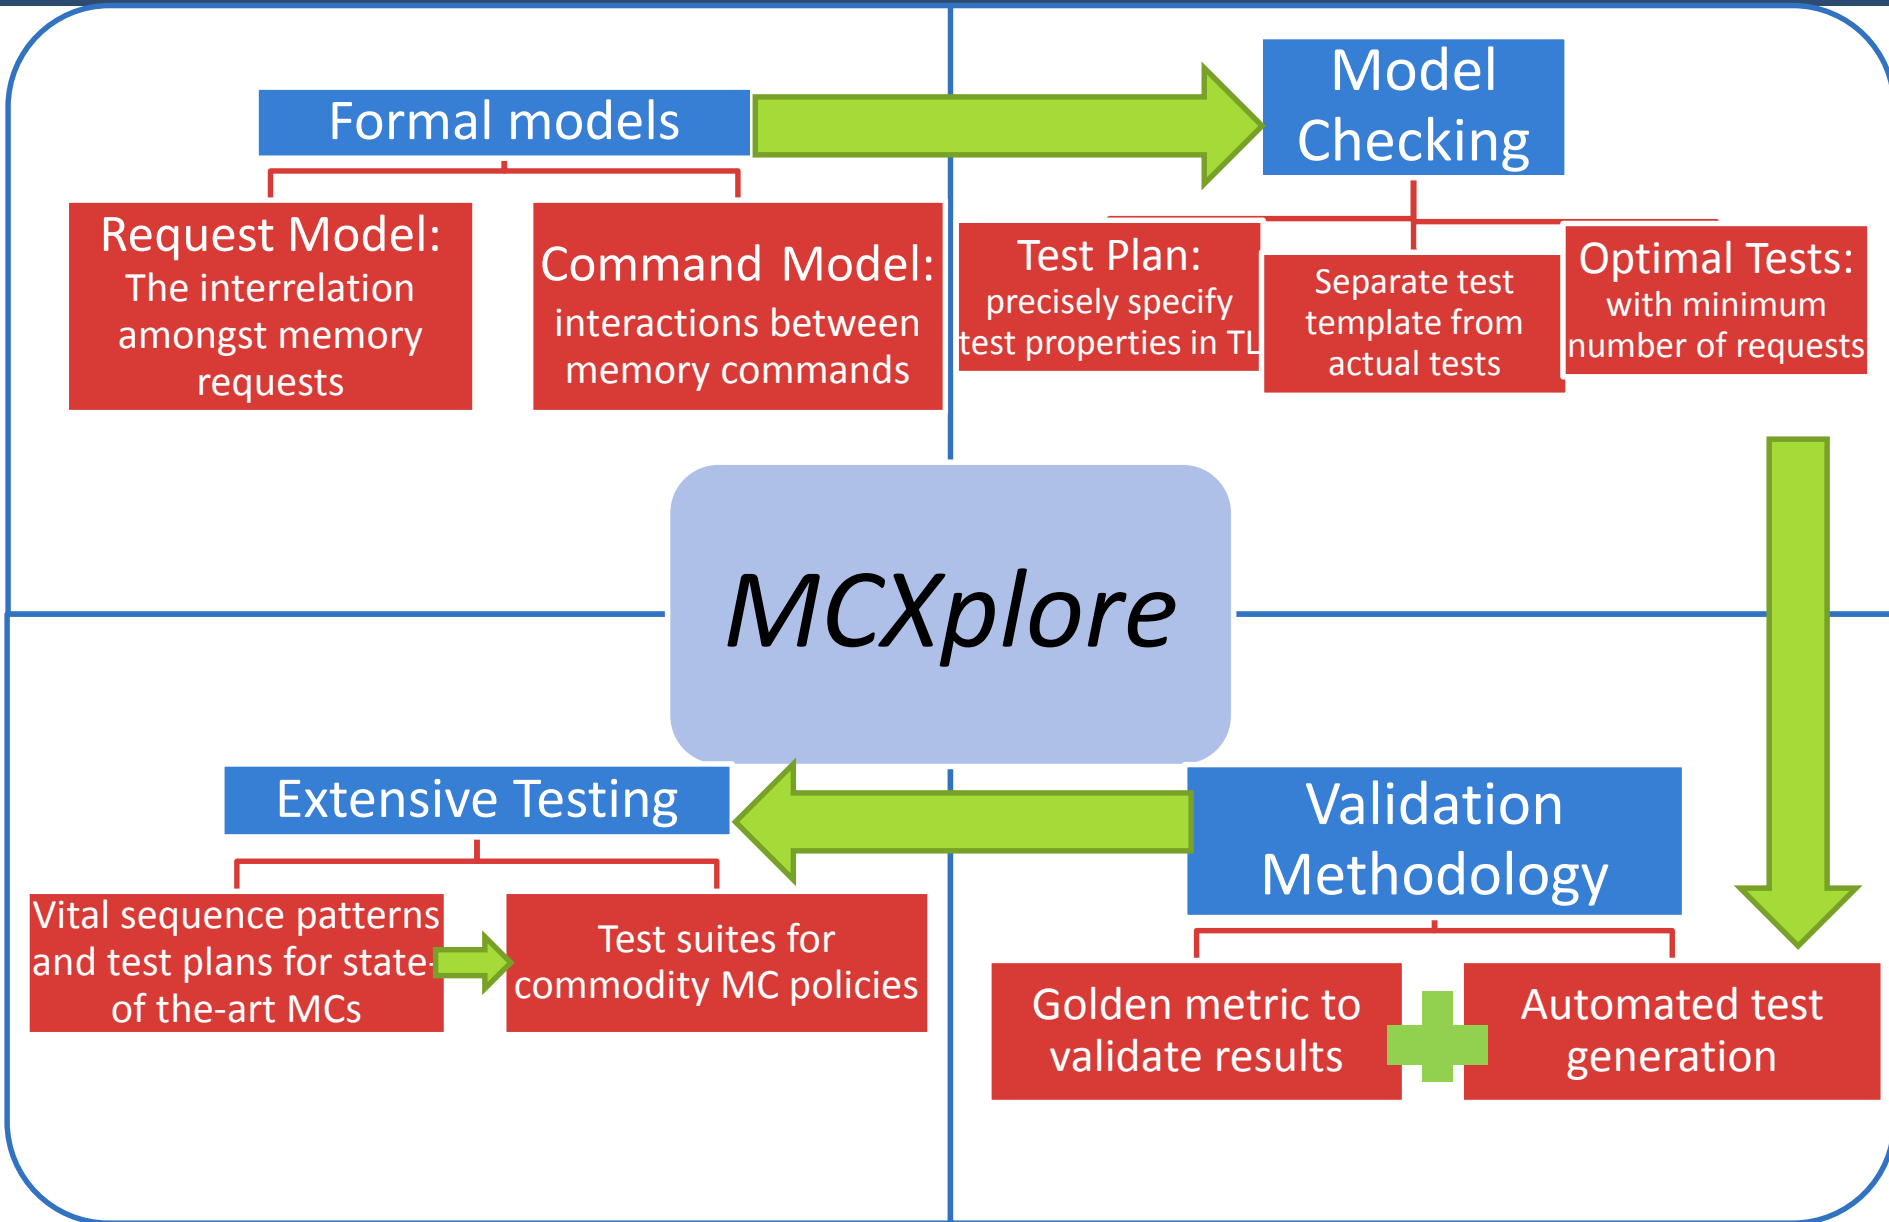 Formal models
Request Model:
The interrelation
amongst memory
requests
Command Model:
interactions between
memory commands
Model
Checking
Test Plan:
precisely specify
test properties in TL
Separate test
template from
actual tests
Optimal Tests:
with minimum
number of requests
MCXplore
Extensive Testing
Vital sequence patterns
and test plans for state-
of the-art MCs
Test suites for
commodity MC policies
Validation
Methodology
Golden metric to
validate results
Automated test
generation